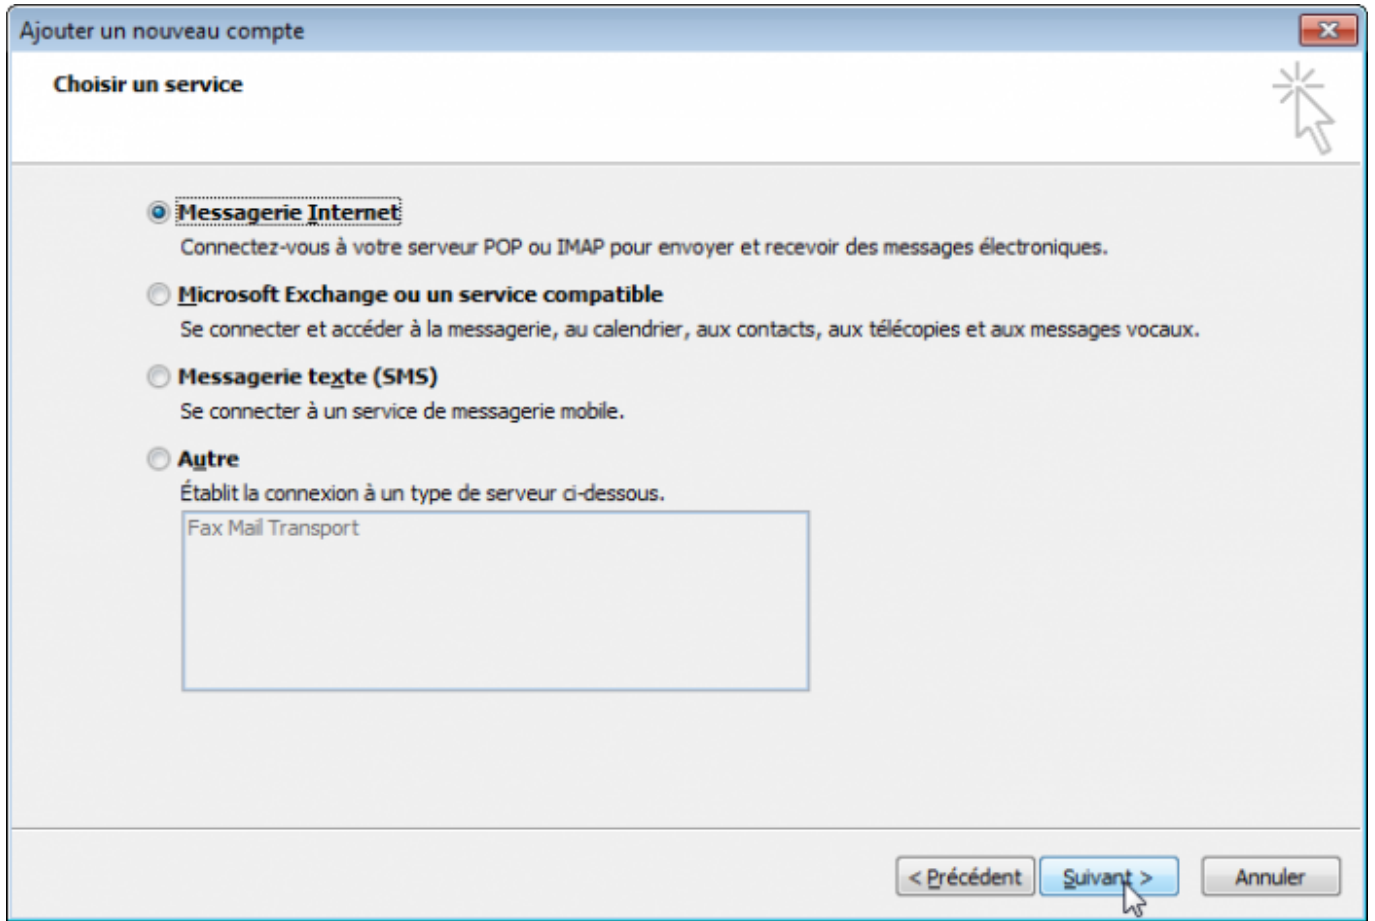 Ajouter un nouveau compte
Choisir un service
Messagerie Internet
Connectez-vous à votre serveur POP ou IMAP pour envoyer et recevoir des messages électroniques.
Microsoft Exchange ou un service compatible
Se connecter et accéder à la messagerie, au calendrier, aux contacts, aux télécopies et aux messages vocaux.
Messagerie texte (SMS)
Se connecter à un service de messagerie mobile.
Autre
Établit la connexion à un type de serveur ci-dessous.
Fax Mail Transport
< Précédent Suivant > Annuler